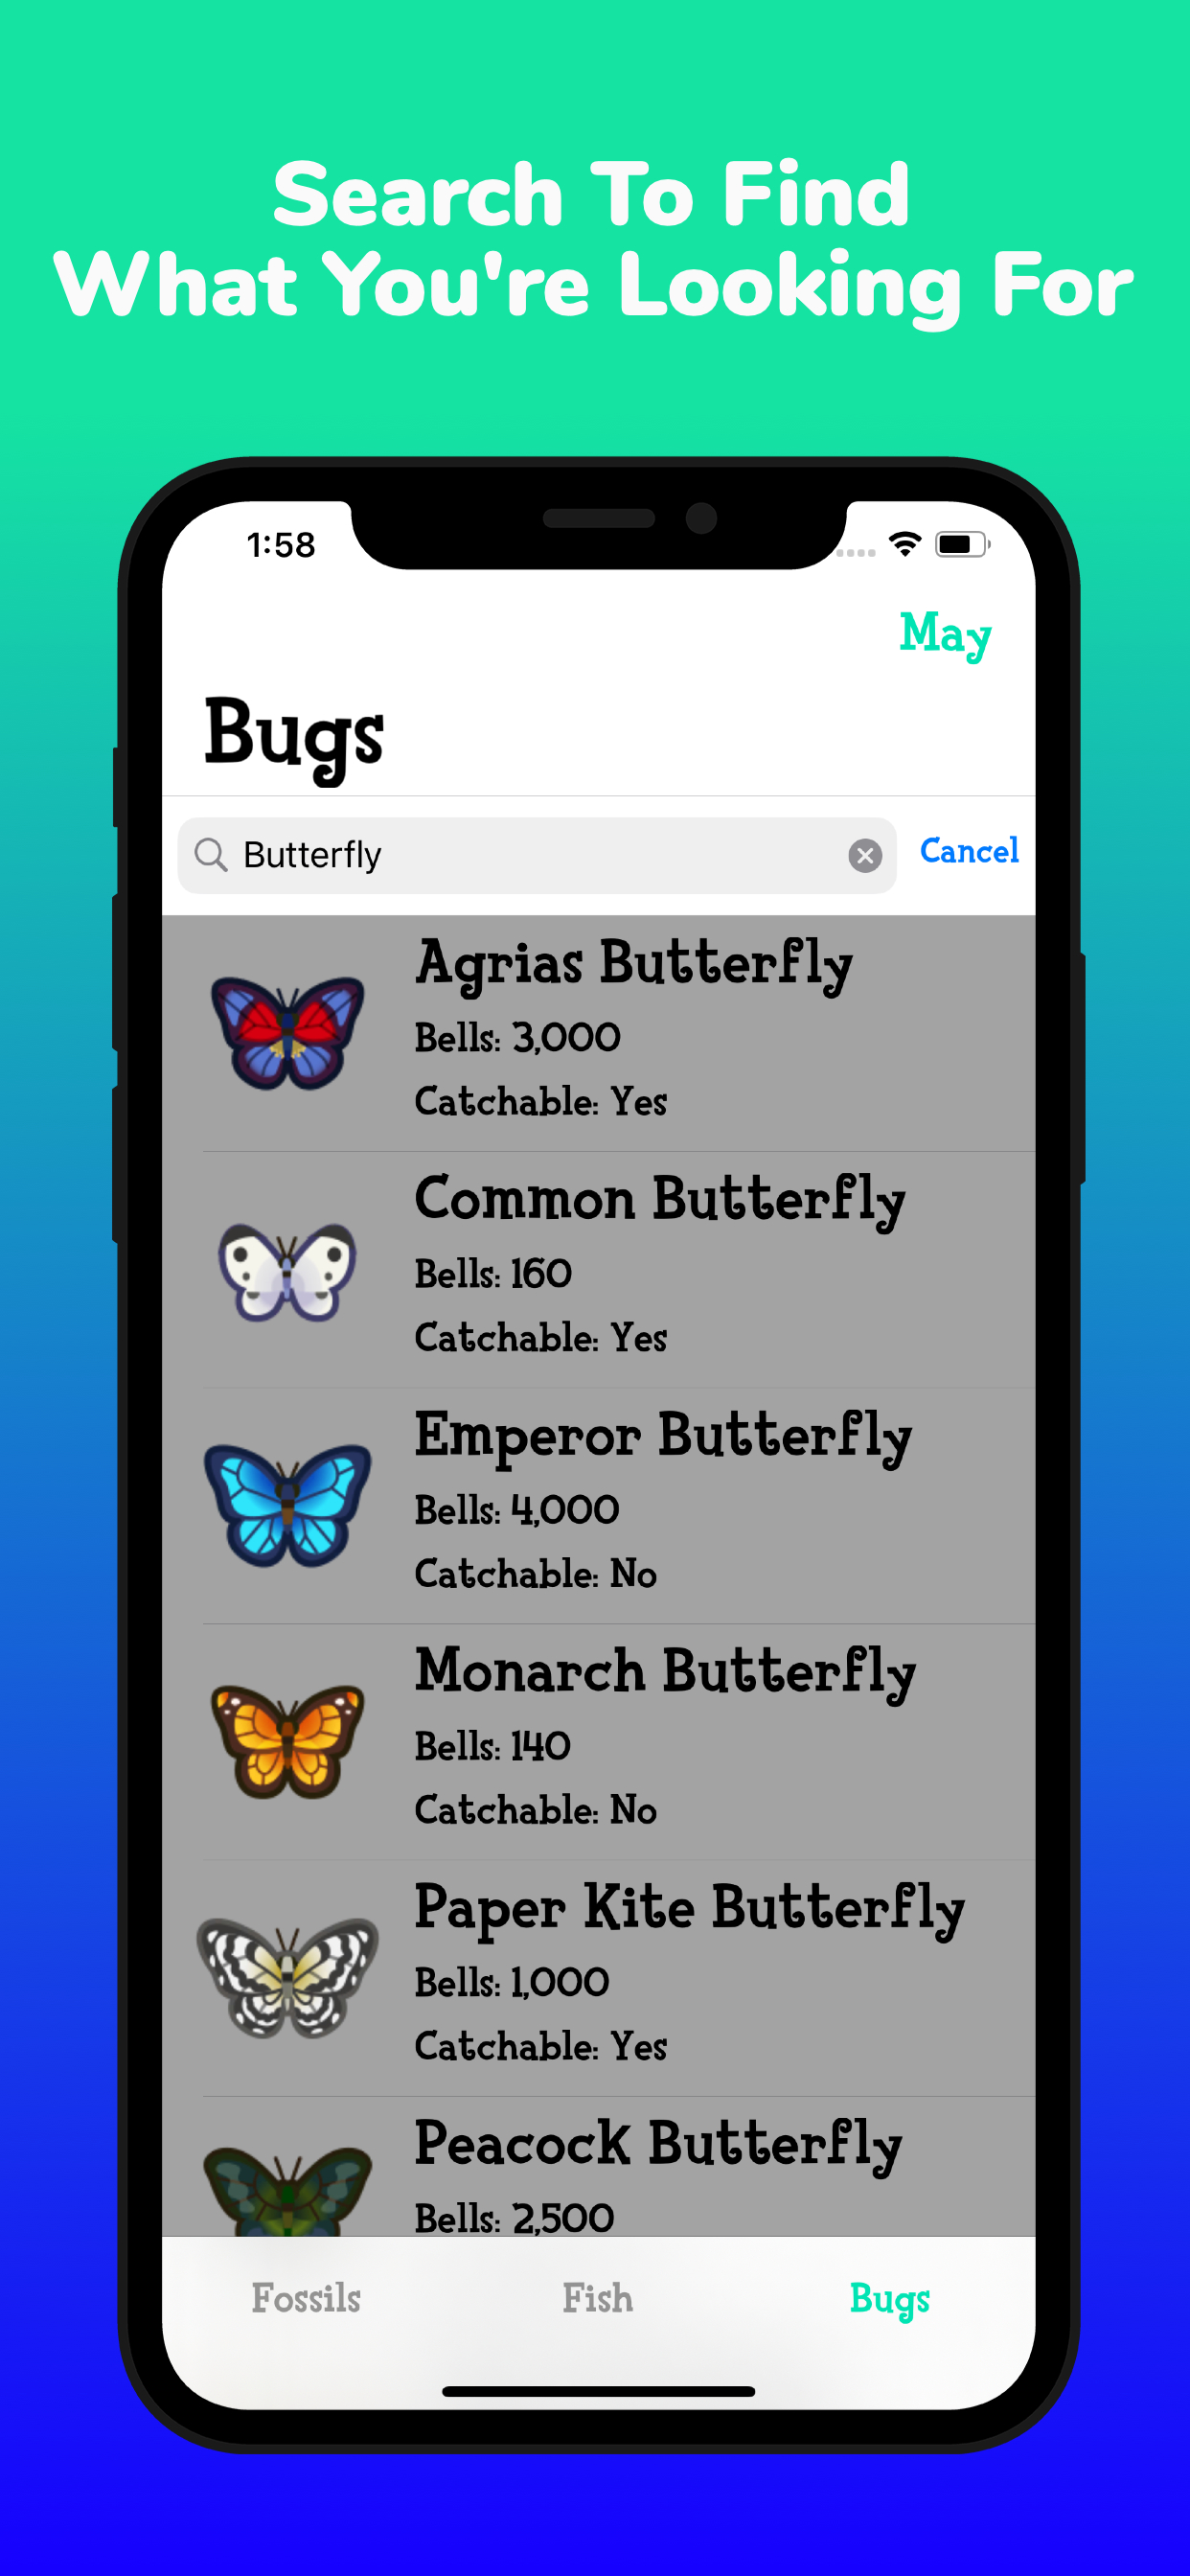 Search To Find
What You're Looking For
1:58
May
Bugs
Butterfly
Cancel
Agrias Butterfly
Bells: 3,000
Catchable: Yes
Common Butterfly
Bells: 160
Catchable: Yes
Emperor Butterfly
Bells: 4,000
Catchable: No
Monarch Butterfly
Bells: 140
Catchable: No
Paper Kite Butterfly
Bells: 1,000
Catchable: Yes
Peacock Butterfly
Bells: 2,500
Fossils
Fish
Bugs